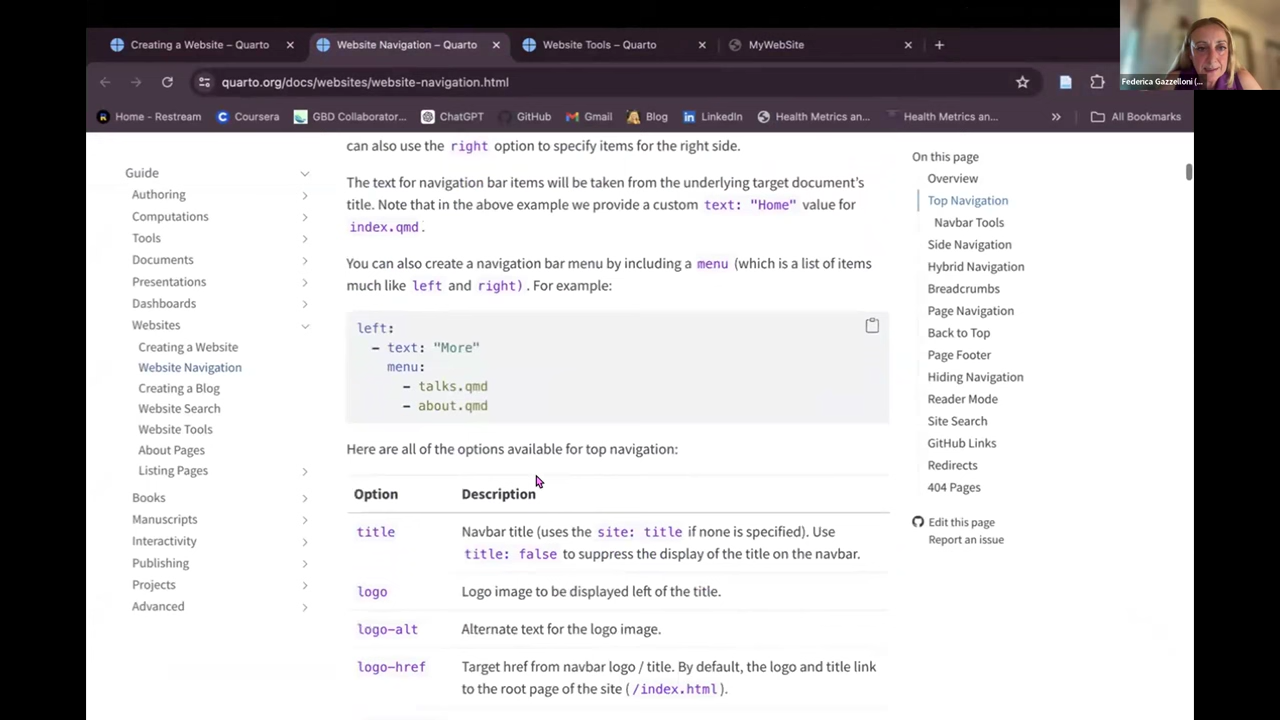 Creating a Website – Quarto
Website Navigation – Quarto
Website Tools – Quarto
MyWebSite
Federica Gazzelloni (...
quarto.org/docs/websites/website-navigation.html
Home - Restream
Coursera
GBD Collaborator...
ChatGPT
GitHub
Gmail
Blog
LinkedIn
Health Metrics an...
Health Metrics an...
»
All Bookmarks
Guide
Authoring
Computations
Tools
Documents
Presentations
Dashboards
Websites
Creating a Website
Website Navigation
Creating a Blog
Website Search
Website Tools
About Pages
Listing Pages
Books
Manuscripts
Interactivity
Publishing
Projects
Advanced
can also use the right option to specify items for the right side.
The text for navigation bar items will be taken from the underlying target document’s
title. Note that in the above example we provide a custom text: "Home" value for
index.qmd.
You can also create a navigation bar menu by including a menu (which is a list of items
much like left and right). For example:
left:
- text: "More"
menu:
- talks.qmd
- about.qmd
Here are all of the options available for top navigation:
Option Description
title Navbar title (uses the site: title if none is specified). Use
title: false to suppress the display of the title on the navbar.
logo Logo image to be displayed left of the title.
logo-alt Alternate text for the logo image.
logo-href Target href from navbar logo / title. By default, the logo and title link
to the root page of the site (/index.html).
On this page
Overview
Top Navigation
Navbar Tools
Side Navigation
Hybrid Navigation
Breadcrumbs
Page Navigation
Back to Top
Page Footer
Hiding Navigation
Reader Mode
Site Search
GitHub Links
Redirects
404 Pages
Edit this page
Report an issue